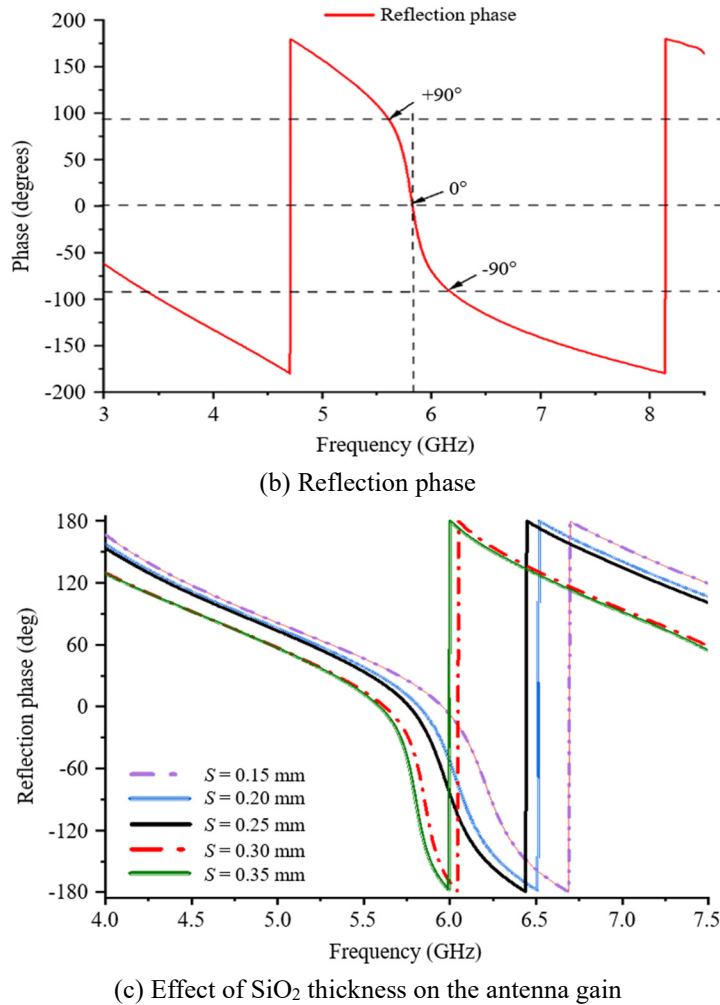 Reflection phase
200
150
100
50
0
-50
-100
-150
-200
Phase (degrees)
+90°
0°
-90°
3 4 5 6 7 8
Frequency (GHz)
(b) Reflection phase
180
120
60
0
-60
-120
-180
Reflection phase (deg)
S = 0.15 mm
S = 0.20 mm
S = 0.25 mm
S = 0.30 mm
S = 0.35 mm
4.0 4.5 5.0 5.5 6.0 6.5 7.0 7.5
Frequency (GHz)
(c) Effect of SiO₂ thickness on the antenna gain